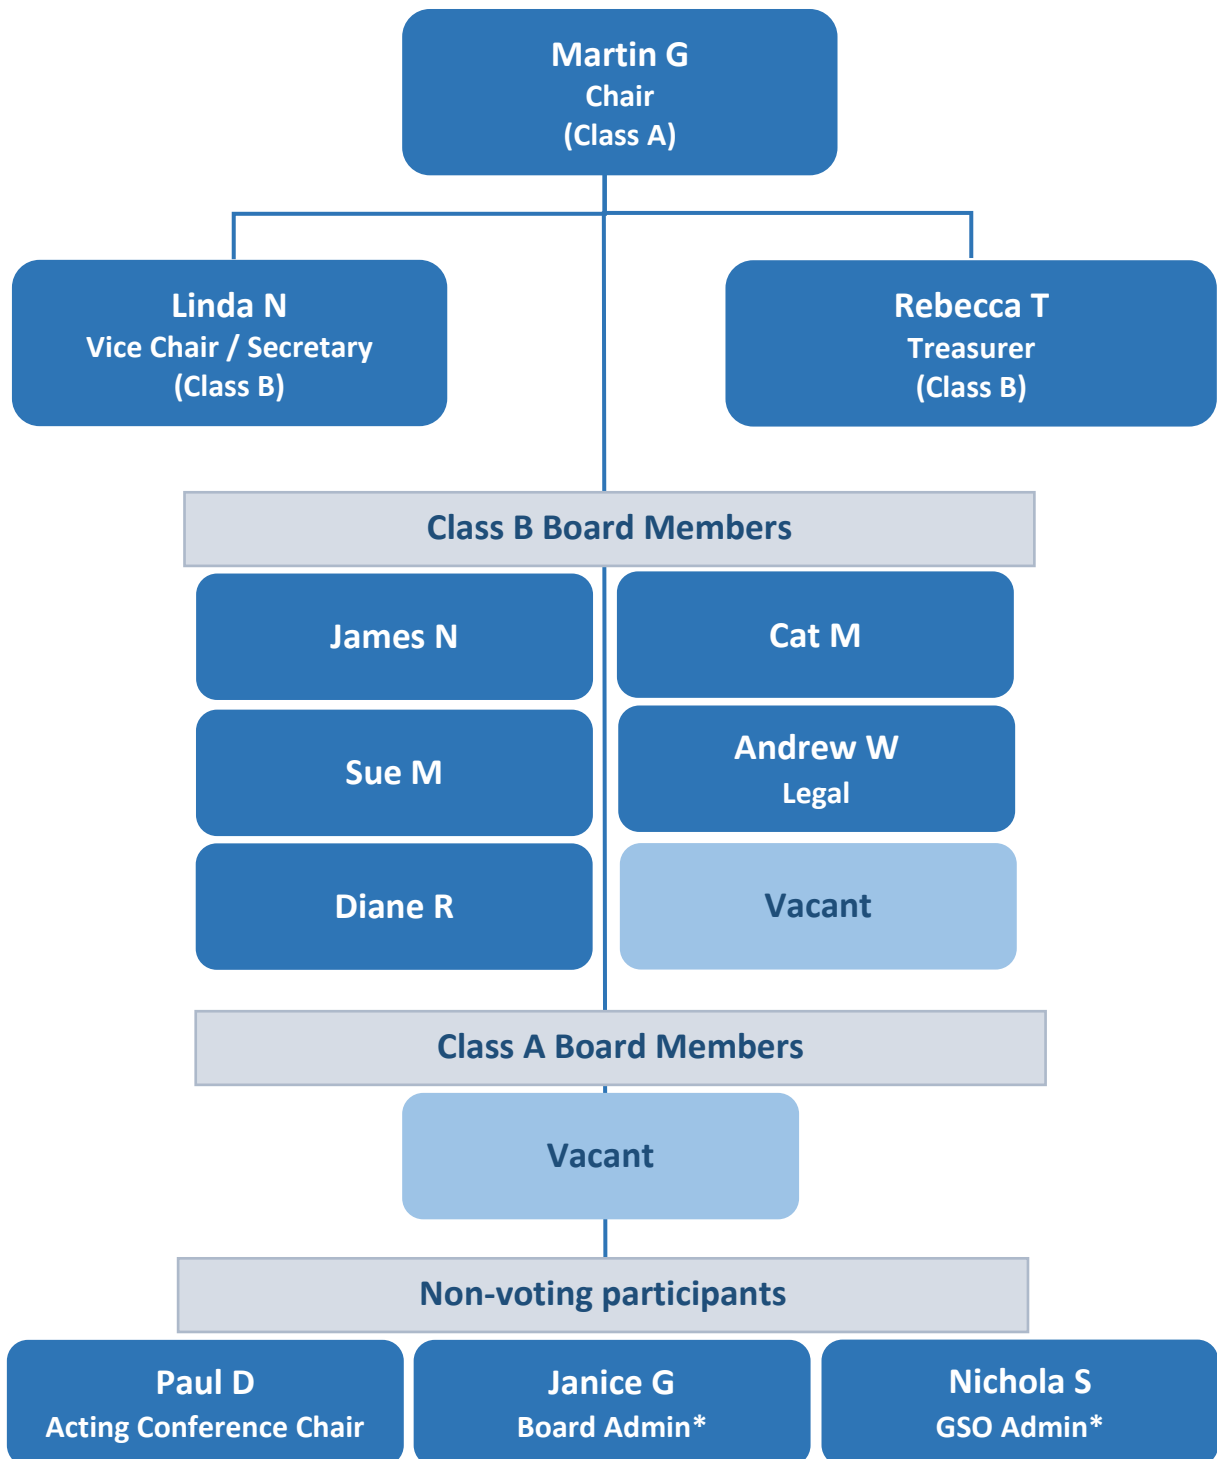 Martin G
Chair
(Class A)
Linda N
Vice Chair / Secretary
(Class B)
Rebecca T
Treasurer
(Class B)
Class B Board Members
James N
Cat M
Sue M
Andrew W
Legal
Diane R
Vacant
Class A Board Members
Vacant
Non-voting participants
Paul D
Acting Conference Chair
Janice G
Board Admin*
Nichola S
GSO Admin*